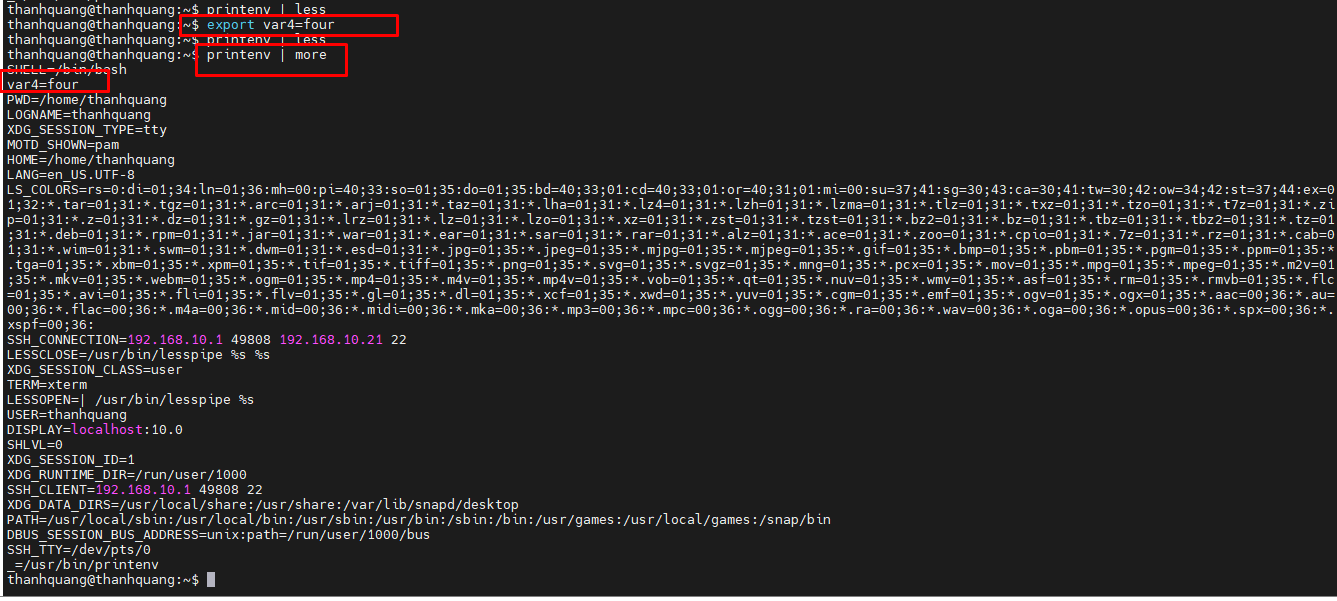 thanhquang@thanhquang:~$ printenv | less
thanhquang@thanhquang:~$ export var4=four
thanhquang@thanhquang:~$ printenv | less
thanhquang@thanhquang:~$ printenv | more
SHELL=/bin/bash
var4=four
PWD=/home/thanhquang
LOGNAME=thanhquang
XDG_SESSION_TYPE=tty
MOTD_SHOWN=pam
HOME=/home/thanhquang
LANG=en_US.UTF-8
LS_COLORS=rs=0:di=01;34:ln=01;36:mh=00:pi=40;33:so=01;35:do=01;35:bd=40;33;01:cd=40;33;01:or=40;31;01:mi=00:su=37;41:sg=30;43:ca=30;41:tw=30;42:ow=34;42:st=37;44:ex=0
1;32:*.tar=01;31:*.tgz=01;31:*.arc=01;31:*.arj=01;31:*.taz=01;31:*.lha=01;31:*.lz4=01;31:*.lzh=01;31:*.lzma=01;31:*.tlz=01;31:*.txz=01;31:*.tzo=01;31:*.t7z=01;31:*.zi
p=01;31:*.z=01;31:*.dz=01;31:*.gz=01;31:*.lrz=01;31:*.lz=01;31:*.lzo=01;31:*.xz=01;31:*.zst=01;31:*.tzst=01;31:*.bz2=01;31:*.bz=01;31:*.tbz=01;31:*.tbz2=01;31:*.tz=01
;31:*.deb=01;31:*.rpm=01;31:*.jar=01;31:*.war=01;31:*.ear=01;31:*.sar=01;31:*.rar=01;31:*.alz=01;31:*.ace=01;31:*.zoo=01;31:*.cpio=01;31:*.7z=01;31:*.rz=01;31:*.cab=0
1;31:*.wim=01;31:*.swm=01;31:*.dwm=01;31:*.esd=01;31:*.jpg=01;35:*.jpeg=01;35:*.mjpg=01;35:*.mjpeg=01;35:*.gif=01;35:*.bmp=01;35:*.pbm=01;35:*.pgm=01;35:*.ppm=01;35:*
.tga=01;35:*.xbm=01;35:*.xpm=01;35:*.tif=01;35:*.tiff=01;35:*.png=01;35:*.svg=01;35:*.svgz=01;35:*.mng=01;35:*.pcx=01;35:*.mov=01;35:*.mpg=01;35:*.mpeg=01;35:*.m2v=01
;35:*.mkv=01;35:*.webm=01;35:*.ogm=01;35:*.mp4=01;35:*.m4v=01;35:*.mp4v=01;35:*.vob=01;35:*.qt=01;35:*.nuv=01;35:*.wmv=01;35:*.asf=01;35:*.rm=01;35:*.rmvb=01;35:*.flc
=01;35:*.avi=01;35:*.fli=01;35:*.flv=01;35:*.gl=01;35:*.dl=01;35:*.xcf=01;35:*.xwd=01;35:*.yuv=01;35:*.cgm=01;35:*.emf=01;35:*.ogv=01;35:*.ogx=01;35:*.aac=00;36:*.au=
00;36:*.flac=00;36:*.m4a=00;36:*.mid=00;36:*.midi=00;36:*.mka=00;36:*.mp3=00;36:*.mpc=00;36:*.ogg=00;36:*.ra=00;36:*.wav=00;36:*.oga=00;36:*.opus=00;36:*.spx=00;36:*.
xspf=00;36:
SSH_CONNECTION=192.168.10.1 49808 192.168.10.21 22
LESSCLOSE=/usr/bin/lesspipe %s %s
XDG_SESSION_CLASS=user
TERM=xterm
LESSOPEN=| /usr/bin/lesspipe %s
USER=thanhquang
DISPLAY=localhost:10.0
SHLVL=0
XDG_SESSION_ID=1
XDG_RUNTIME_DIR=/run/user/1000
SSH_CLIENT=192.168.10.1 49808 22
XDG_DATA_DIRS=/usr/local/share:/usr/share:/var/lib/snapd/desktop
PATH=/usr/local/sbin:/usr/local/bin:/usr/sbin:/usr/bin:/sbin:/bin:/usr/games:/usr/local/games:/snap/bin
DBUS_SESSION_BUS_ADDRESS=unix:path=/run/user/1000/bus
SSH_TTY=/dev/pts/0
_=/usr/bin/printenv
thanhquang@thanhquang:~$